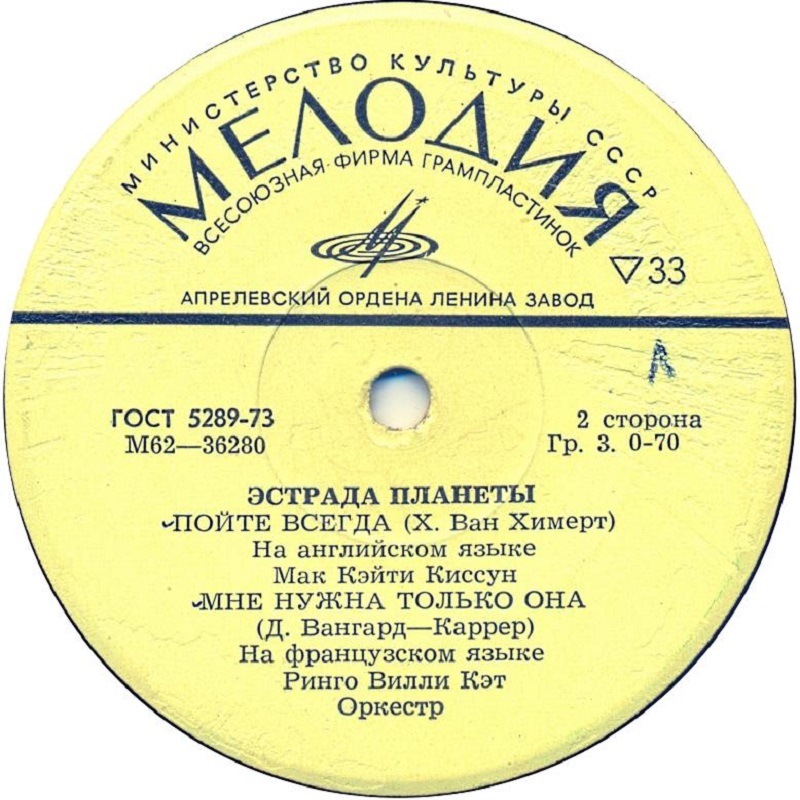 МИНИСТЕРСТВО КУЛЬТУРЫ СССР
МЕЛОДИЯ
ВСЕСОЮЗНАЯ ФИРМА ГРАМПЛАСТИНОК
33
АПРЕЛЕВСКИЙ ОРДЕНА ЛЕНИНА ЗАВОД
А
ГОСТ 5289-73
М62—36280
2 сторона
Гр. 3. 0-70
ЭСТРАДА ПЛАНЕТЫ
ПОЙТЕ ВСЕГДА (Х. Ван Химерт)
На английском языке
Мак Кэйти Киссун
МНЕ НУЖНА ТОЛЬКО ОНА
(Д. Вангард—Каррер)
На французском языке
Ринго Вилли Кэт
Оркестр